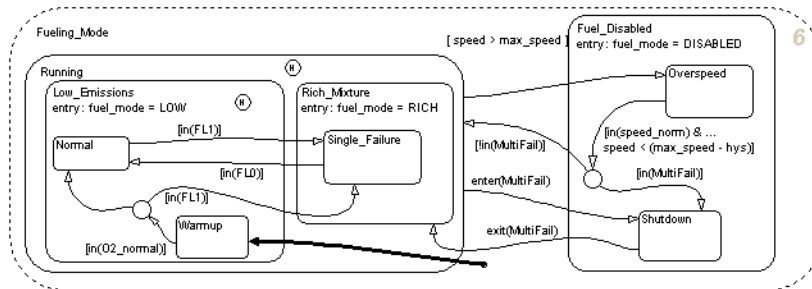 Fueling_Mode
[ speed > max_speed ]
Fuel_Disabled
entry: fuel_mode = DISABLED
6
Running
H
Low_Emissions
entry: fuel_mode = LOW
H
Rich_Mixture
entry: fuel_mode = RICH
Overspeed
[in(FL1)]
Normal
Single_Failure
[in(speed_norm) & ...
speed < (max_speed - hys)]
[!in(MultiFail)]
[in(FL0)]
[in(MultiFail)]
[in(FL1)]
enter(MultiFail)
Warmup
Shutdown
exit(MultiFail)
[in(O2_normal)]